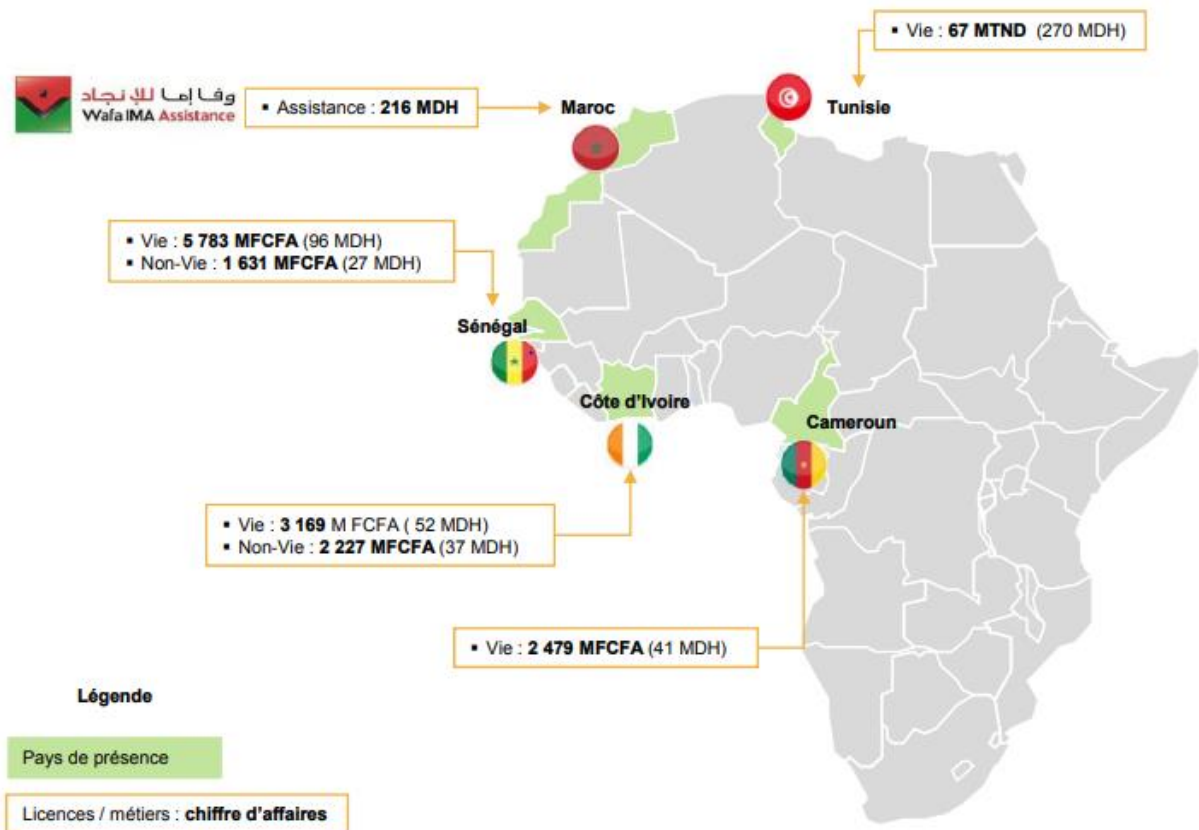 ▪ Vie : 67 MTND (270 MDH)
وفا إما للإنجاد
Wafa IMA Assistance
▪ Assistance : 216 MDH
Maroc
Tunisie
▪ Vie : 5 783 MFCFA (96 MDH)
▪ Non-Vie : 1 631 MFCFA (27 MDH)
Sénégal
Côte d'Ivoire
Cameroun
▪ Vie : 3 169 M FCFA ( 52 MDH)
▪ Non-Vie : 2 227 MFCFA (37 MDH)
▪ Vie : 2 479 MFCFA (41 MDH)
Légende
Pays de présence
Licences / métiers : chiffre d'affaires